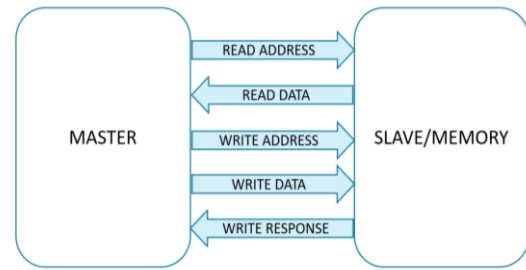 READ ADDRESS
READ DATA
MASTER
WRITE ADDRESS
SLAVE/MEMORY
WRITE DATA
WRITE RESPONSE